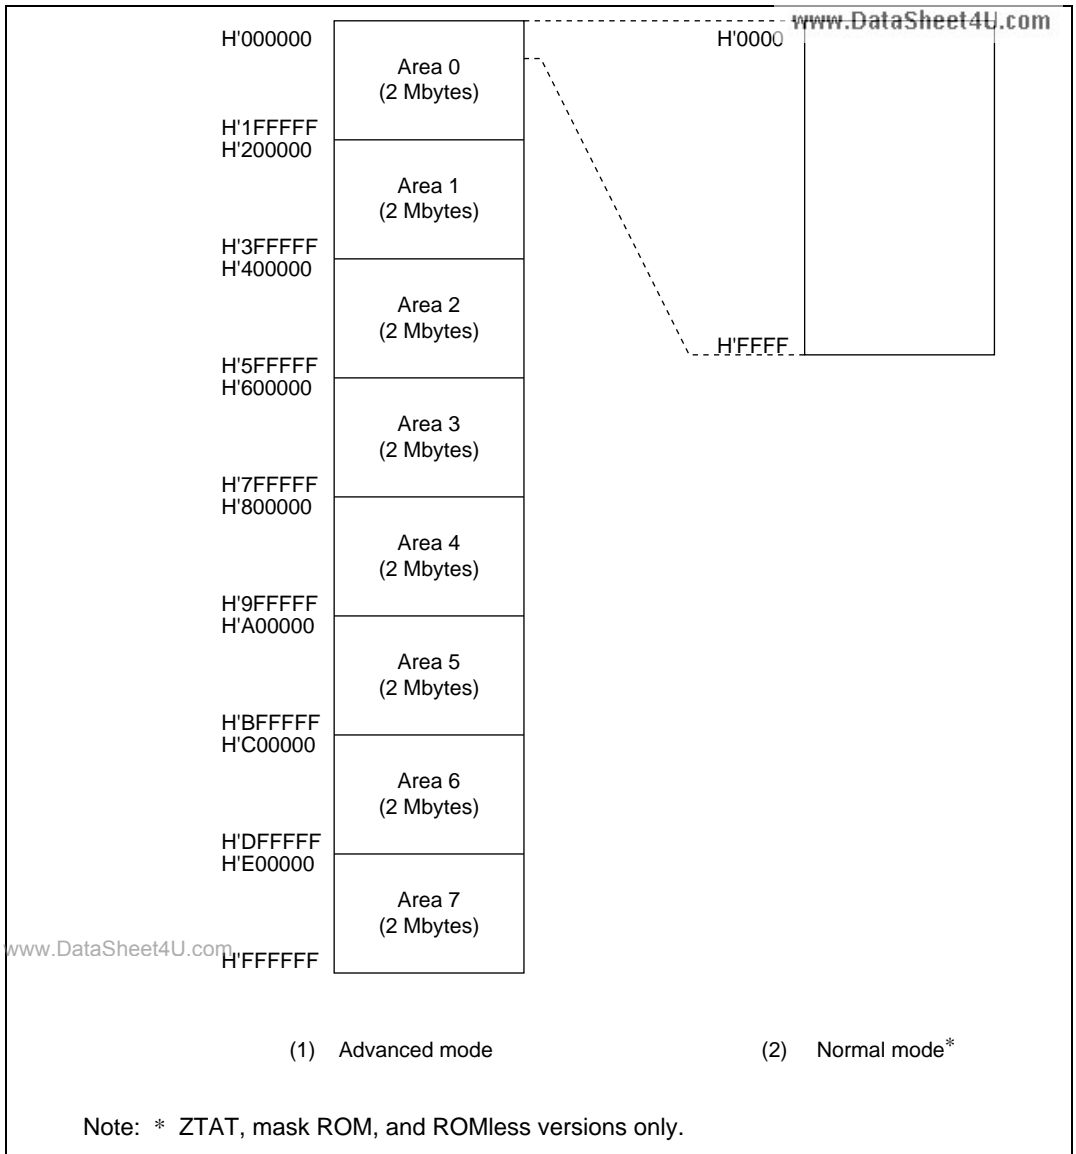 www.DataSheet4U.com
H'000000
H'0000
Area 0
(2 Mbytes)
H'1FFFFF
H'200000
Area 1
(2 Mbytes)
H'3FFFFF
H'400000
Area 2
(2 Mbytes)
H'FFFF
H'5FFFFF
H'600000
Area 3
(2 Mbytes)
H'7FFFFF
H'800000
Area 4
(2 Mbytes)
H'9FFFFF
H'A00000
Area 5
(2 Mbytes)
H'BFFFFF
H'C00000
Area 6
(2 Mbytes)
H'DFFFFF
H'E00000
Area 7
(2 Mbytes)
www.DataSheet4U.com
H'FFFFFF
(1) Advanced mode
(2) Normal mode*
Note: * ZTAT, mask ROM, and ROMless versions only.